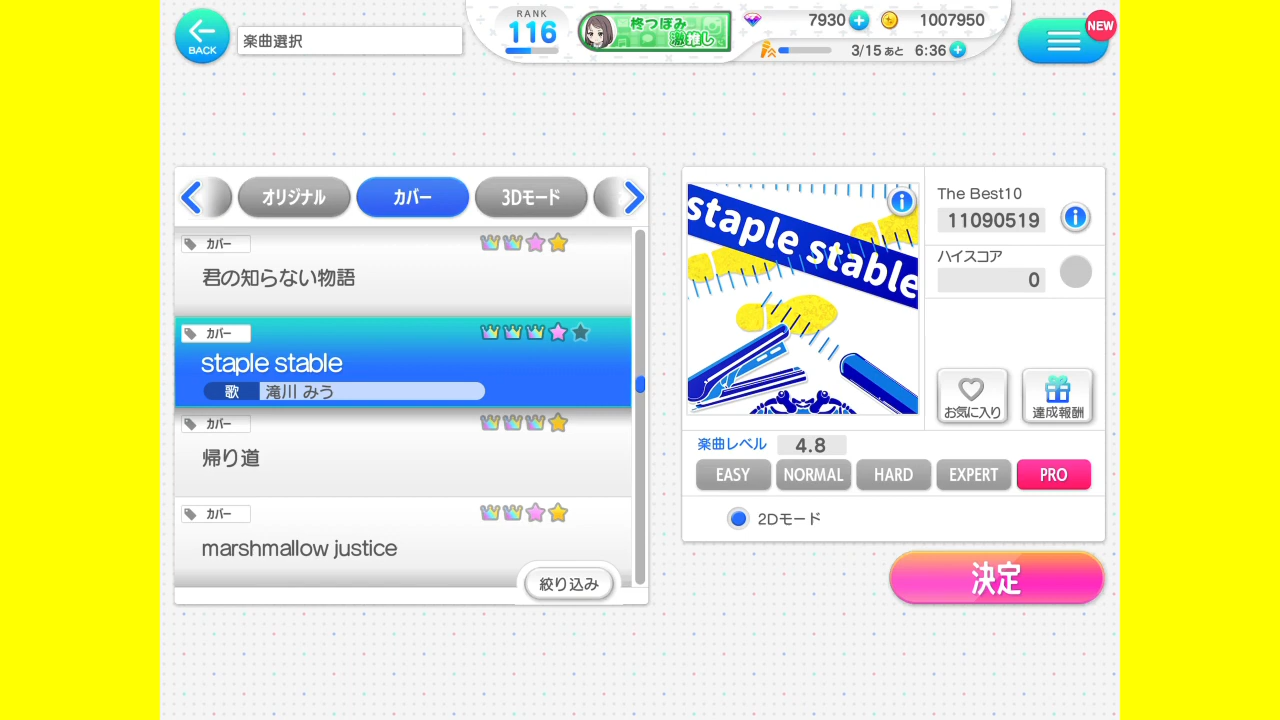 BACK
楽曲選択
RANK
116
柊つぼみ
激推し
7930
1007950
3/15 あと 6:36
NEW
オリジナル
カバー
3Dモード
カバー
君の知らない物語
カバー
staple stable
歌 滝川 みう
カバー
帰り道
カバー
marshmallow justice
絞り込み
staple stable
The Best10
11090519
ハイスコア
0
お気に入り
達成報酬
楽曲レベル 4.8
EASY NORMAL HARD EXPERT PRO
2Dモード
決定